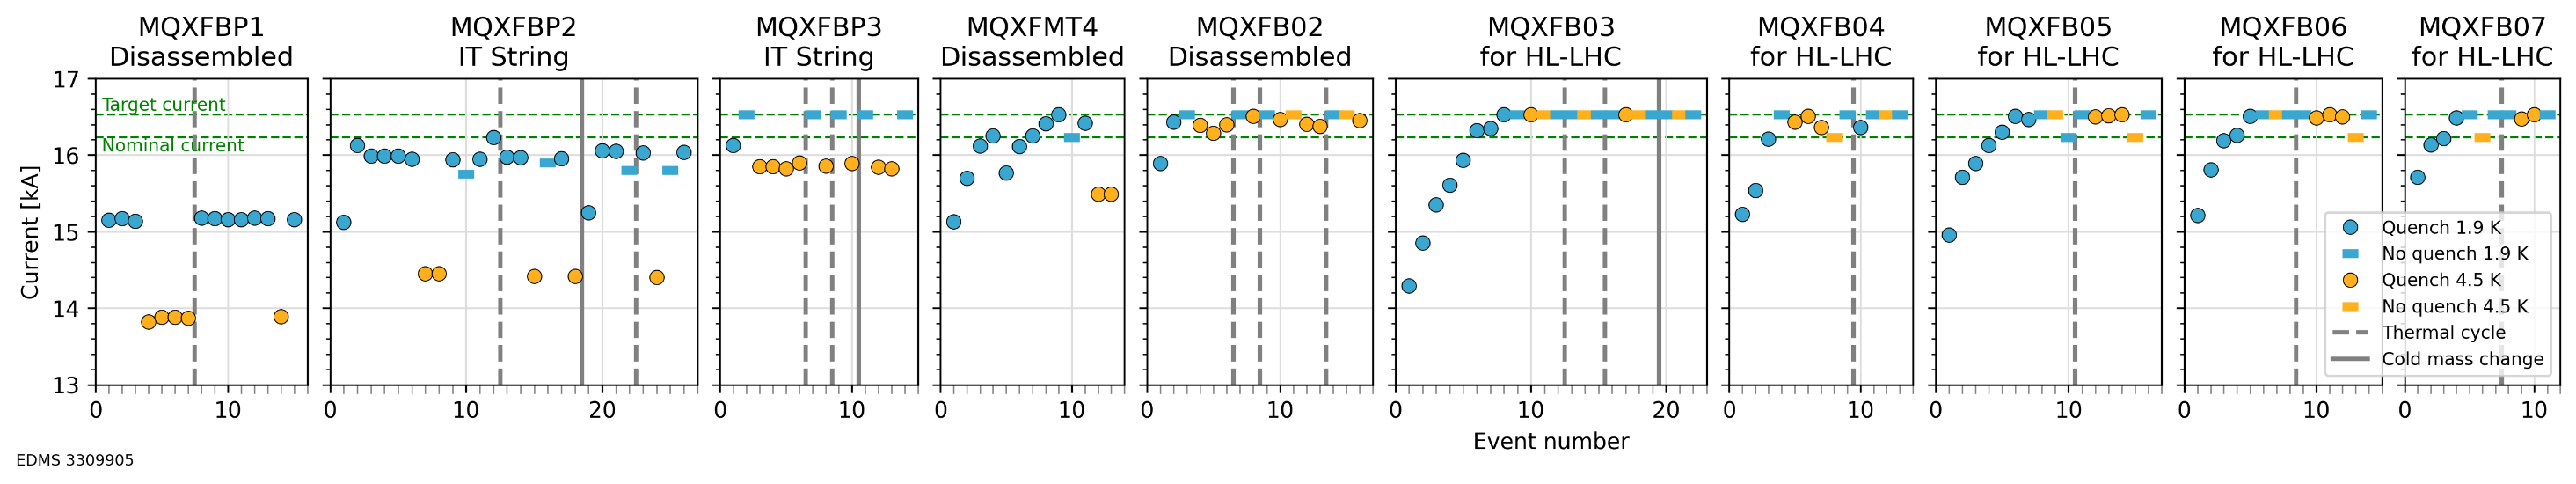 MQXFBP1
Disassembled
MQXFBP2
IT String
MQXFBP3
IT String
MQXFMT4
Disassembled
MQXFB02
Disassembled
MQXFB03
for HL-LHC
MQXFB04
for HL-LHC
MQXFB05
for HL-LHC
MQXFB06
for HL-LHC
MQXFB07
for HL-LHC
17
16
15
14
13
Current [kA]
Target current
Nominal current
Quench 1.9 K
No quench 1.9 K
Quench 4.5 K
No quench 4.5 K
Thermal cycle
Cold mass change
0 10
0 10 20
0 10
0 10
0 10
0 10 20
0 10
0 10
0 10
0 10
Event number
EDMS 3309905